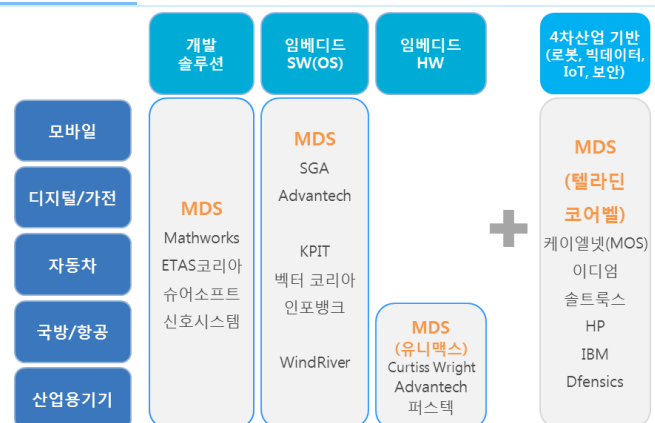 개발
솔루션
임베디드
SW(OS)
임베디드
HW
4차산업 기반
(로봇, 빅데이터,
IoT, 보안)
모바일
디지털/가전
자동차
국방/항공
산업용기기
MDS
Mathworks
ETAS코리아
슈어소프트
신호시스템
MDS
SGA
Advantech
KPIT
벡터 코리아
인포뱅크
WindRiver
MDS
(유니맥스)
Curtiss Wright
Advantech
퍼스텍
+
MDS
(텔라딘
코어벨)
케이엘넷(MOS)
이디엄
솔트룩스
HP
IBM
Dfensics